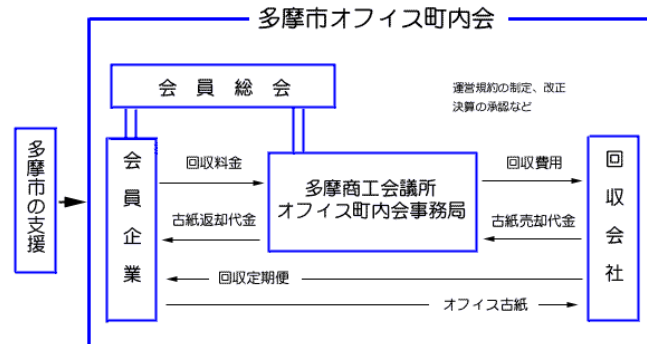 多摩市オフィス町内会
会員総会
運営規約の制定、改正
決算の承認など
多摩市の支援
会員企業
回収料金
古紙返却代金
多摩商工会議所
オフィス町内会事務局
回収費用
古紙売却代金
回収会社
回収定期便
オフィス古紙